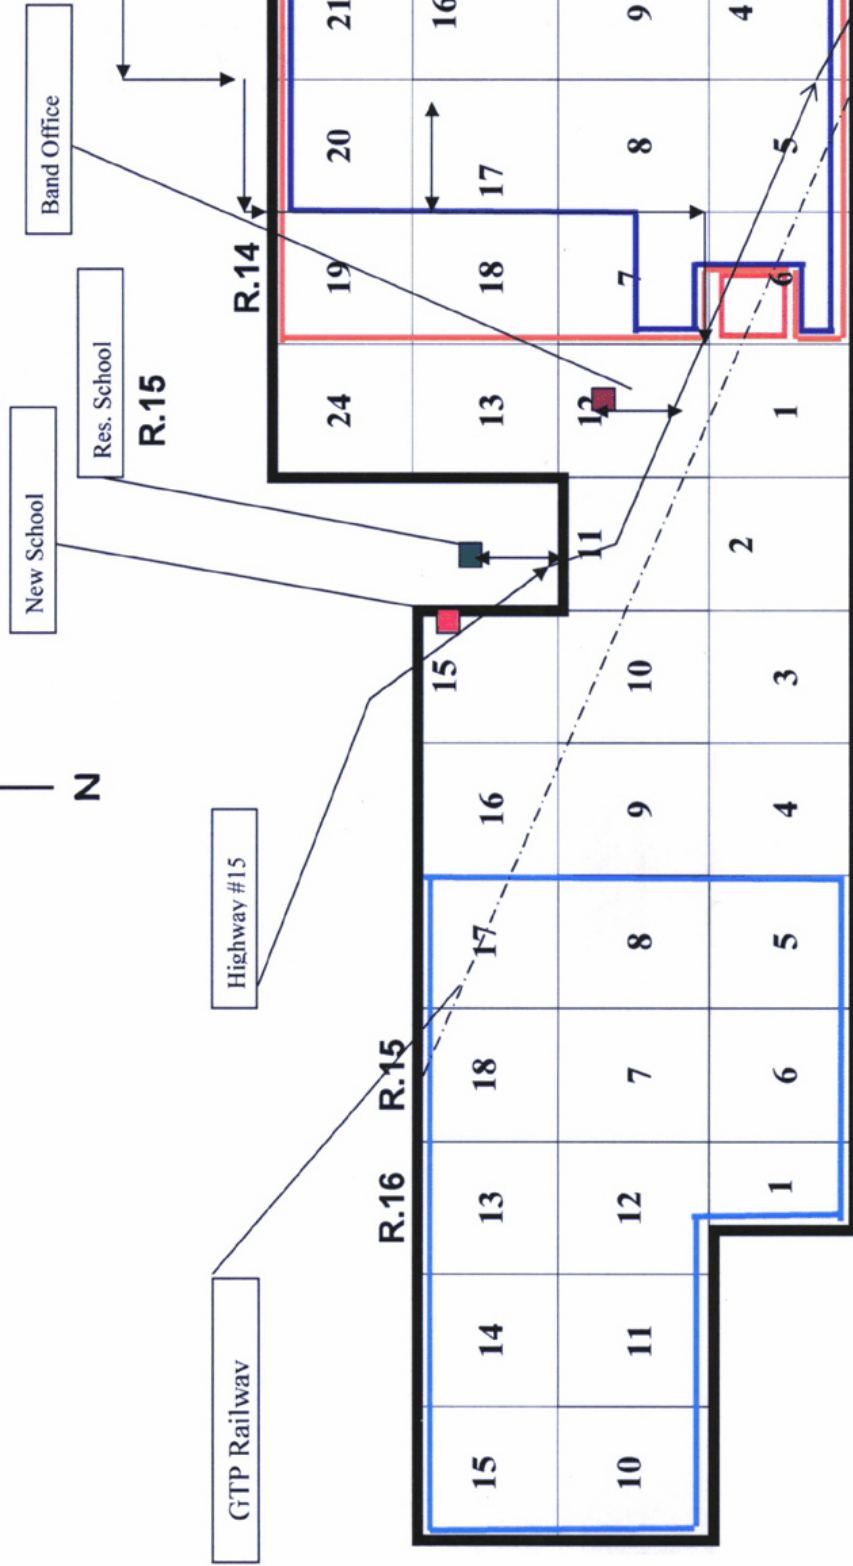 New School
Band Office
N
Res. School
R.15
GTP Railway
Highway #15
R.14
R.16 R.15
24 19 20 21
15 14 13 18 17 16 15 13 18 17 16
10 11 12 7 8 9 10 11 12 7 8 9
1 6 5 4 3 2 1 6 5 4